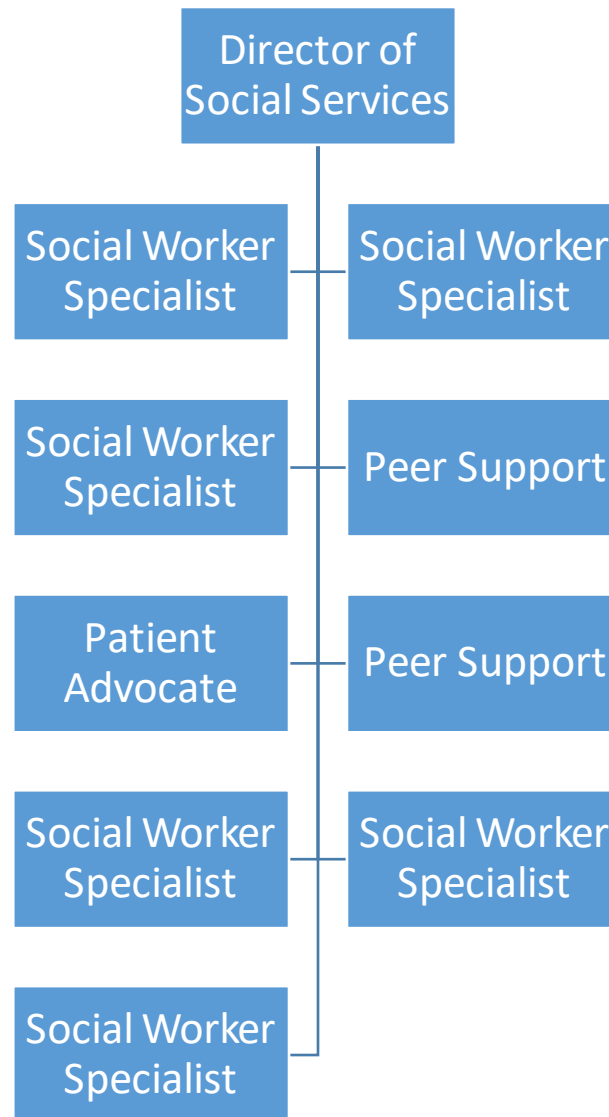 Director of
Social Services
Social Worker
Specialist
Social Worker
Specialist
Social Worker
Specialist
Peer Support
Patient
Advocate
Peer Support
Social Worker
Specialist
Social Worker
Specialist
Social Worker
Specialist